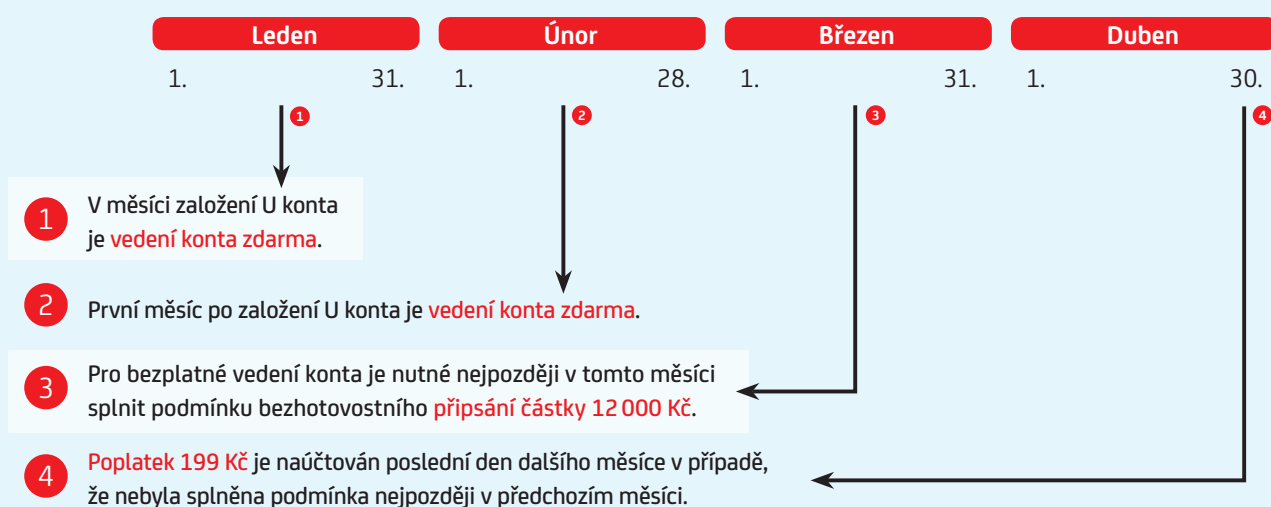 Leden Únor Březen Duben
1. 31. 1. 28. 1. 31. 1. 30.
1 2 3 4
1 V měsíci založení U konta
je vedení konta zdarma.
2 První měsíc po založení U konta je vedení konta zdarma.
3 Pro bezplatné vedení konta je nutné nejpozději v tomto měsíci
splnit podmínku bezhotovostního připsání částky 12 000 Kč.
4 Poplatek 199 Kč je naúčtován poslední den dalšího měsíce v případě,
že nebyla splněna podmínka nejpozději v předchozím měsíci.